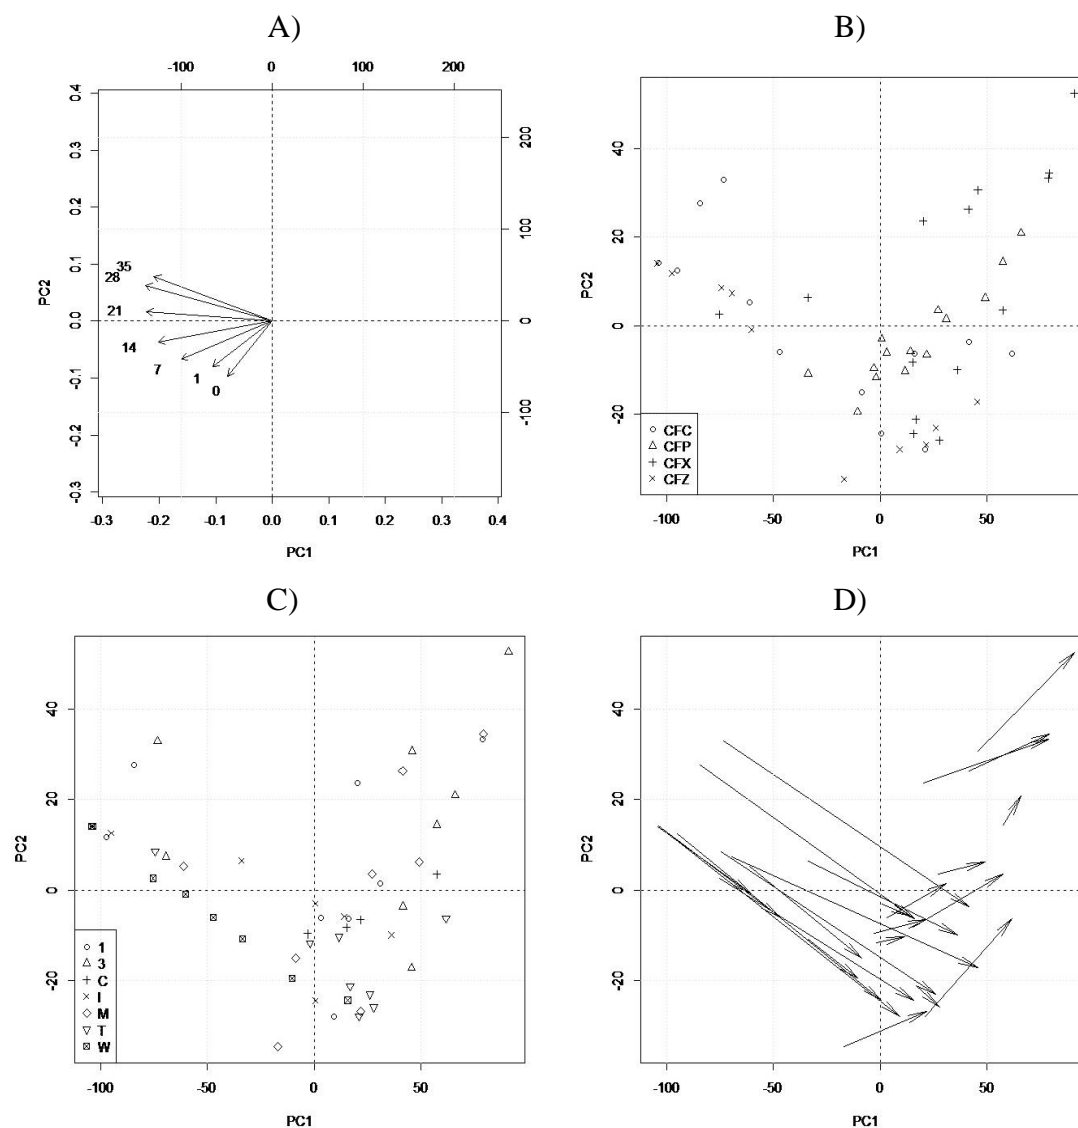 A)
B)
-100 0 100 200
0.4
0.3
0.2
0.1
0.0
-0.1
-0.2
-0.3
PC2
200
100
0
-100
35
28
21
14
7
1
0
-0.3 -0.2 -0.1 0.0 0.1 0.2 0.3 0.4
PC1
40
20
0
-20
PC2
CFC
CFP
CFX
CFZ
-100 -50 0 50
PC1
C)
D)
40
20
0
-20
PC2
1
3
C
I
M
T
W
-100 -50 0 50
PC1
40
20
0
-20
PC2
-100 -50 0 50
PC1